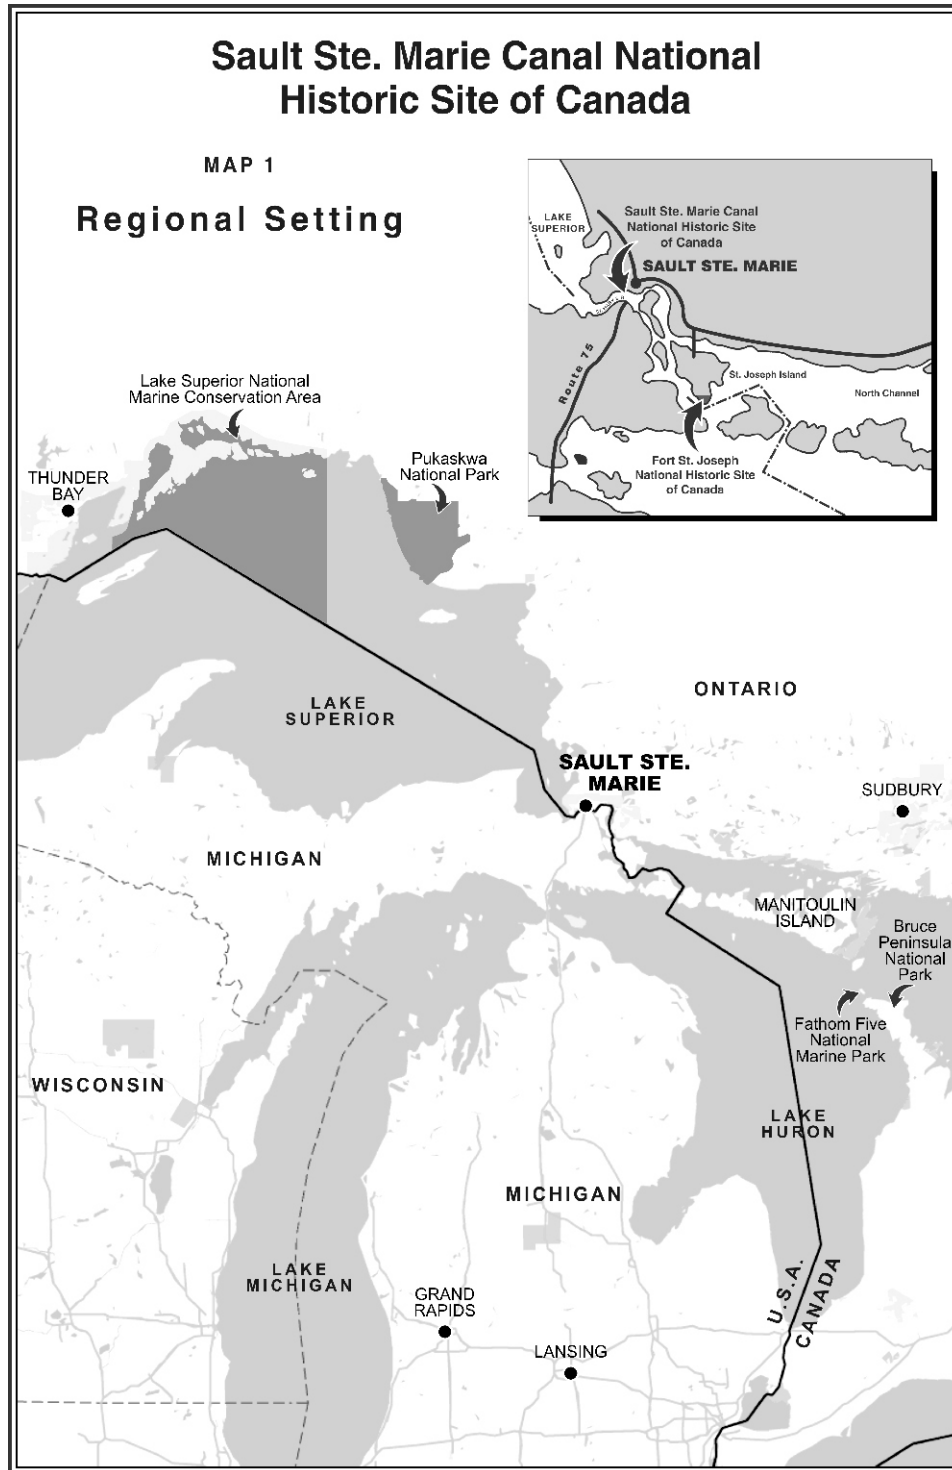 Sault Ste. Marie Canal National
Historic Site of Canada
MAP 1
Regional Setting
LAKE
SUPERIOR
Sault Ste. Marie Canal
National Historic Site
of Canada
SAULT STE. MARIE
Route 75
St. Joseph Island
North Channel
Fort St. Joseph
National Historic Site
of Canada
Lake Superior National
Marine Conservation Area
Pukaskwa
National Park
THUNDER
BAY
ONTARIO
LAKE
SUPERIOR
SAULT STE.
MARIE
SUDBURY
MICHIGAN
MANITOULIN
ISLAND
Bruce
Peninsula
National
Park
Fathom Five
National
Marine Park
WISCONSIN
LAKE
HURON
MICHIGAN
LAKE
MICHIGAN
U.S.A.
CANADA
GRAND
RAPIDS
LANSING